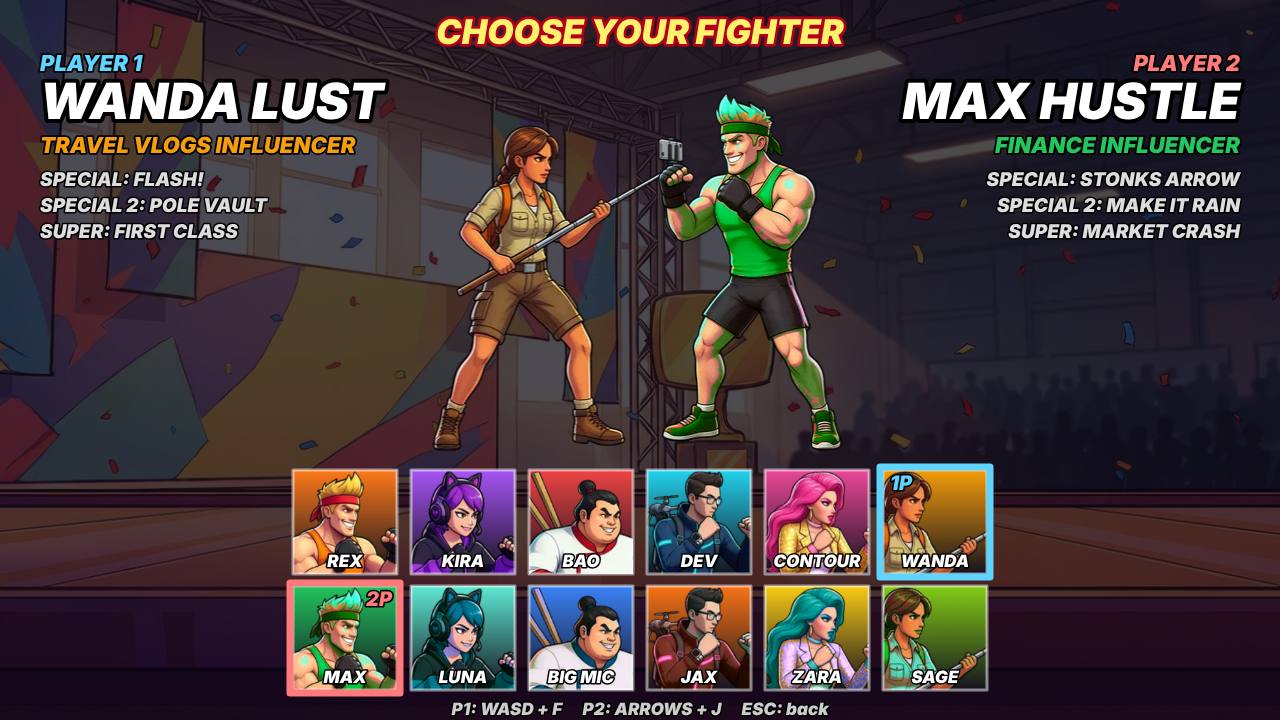 CHOOSE YOUR FIGHTER
PLAYER 1
WANDA LUST
TRAVEL VLOGS INFLUENCER
SPECIAL: FLASH!
SPECIAL 2: POLE VAULT
SUPER: FIRST CLASS
PLAYER 2
MAX HUSTLE
FINANCE INFLUENCER
SPECIAL: STONKS ARROW
SPECIAL 2: MAKE IT RAIN
SUPER: MARKET CRASH
1P
REX
KIRA
BAO
DEV
CONTOUR
WANDA
2P
MAX
LUNA
BIG MIC
JAX
ZARA
SAGE
P1: WASD + F P2: ARROWS + J ESC: back